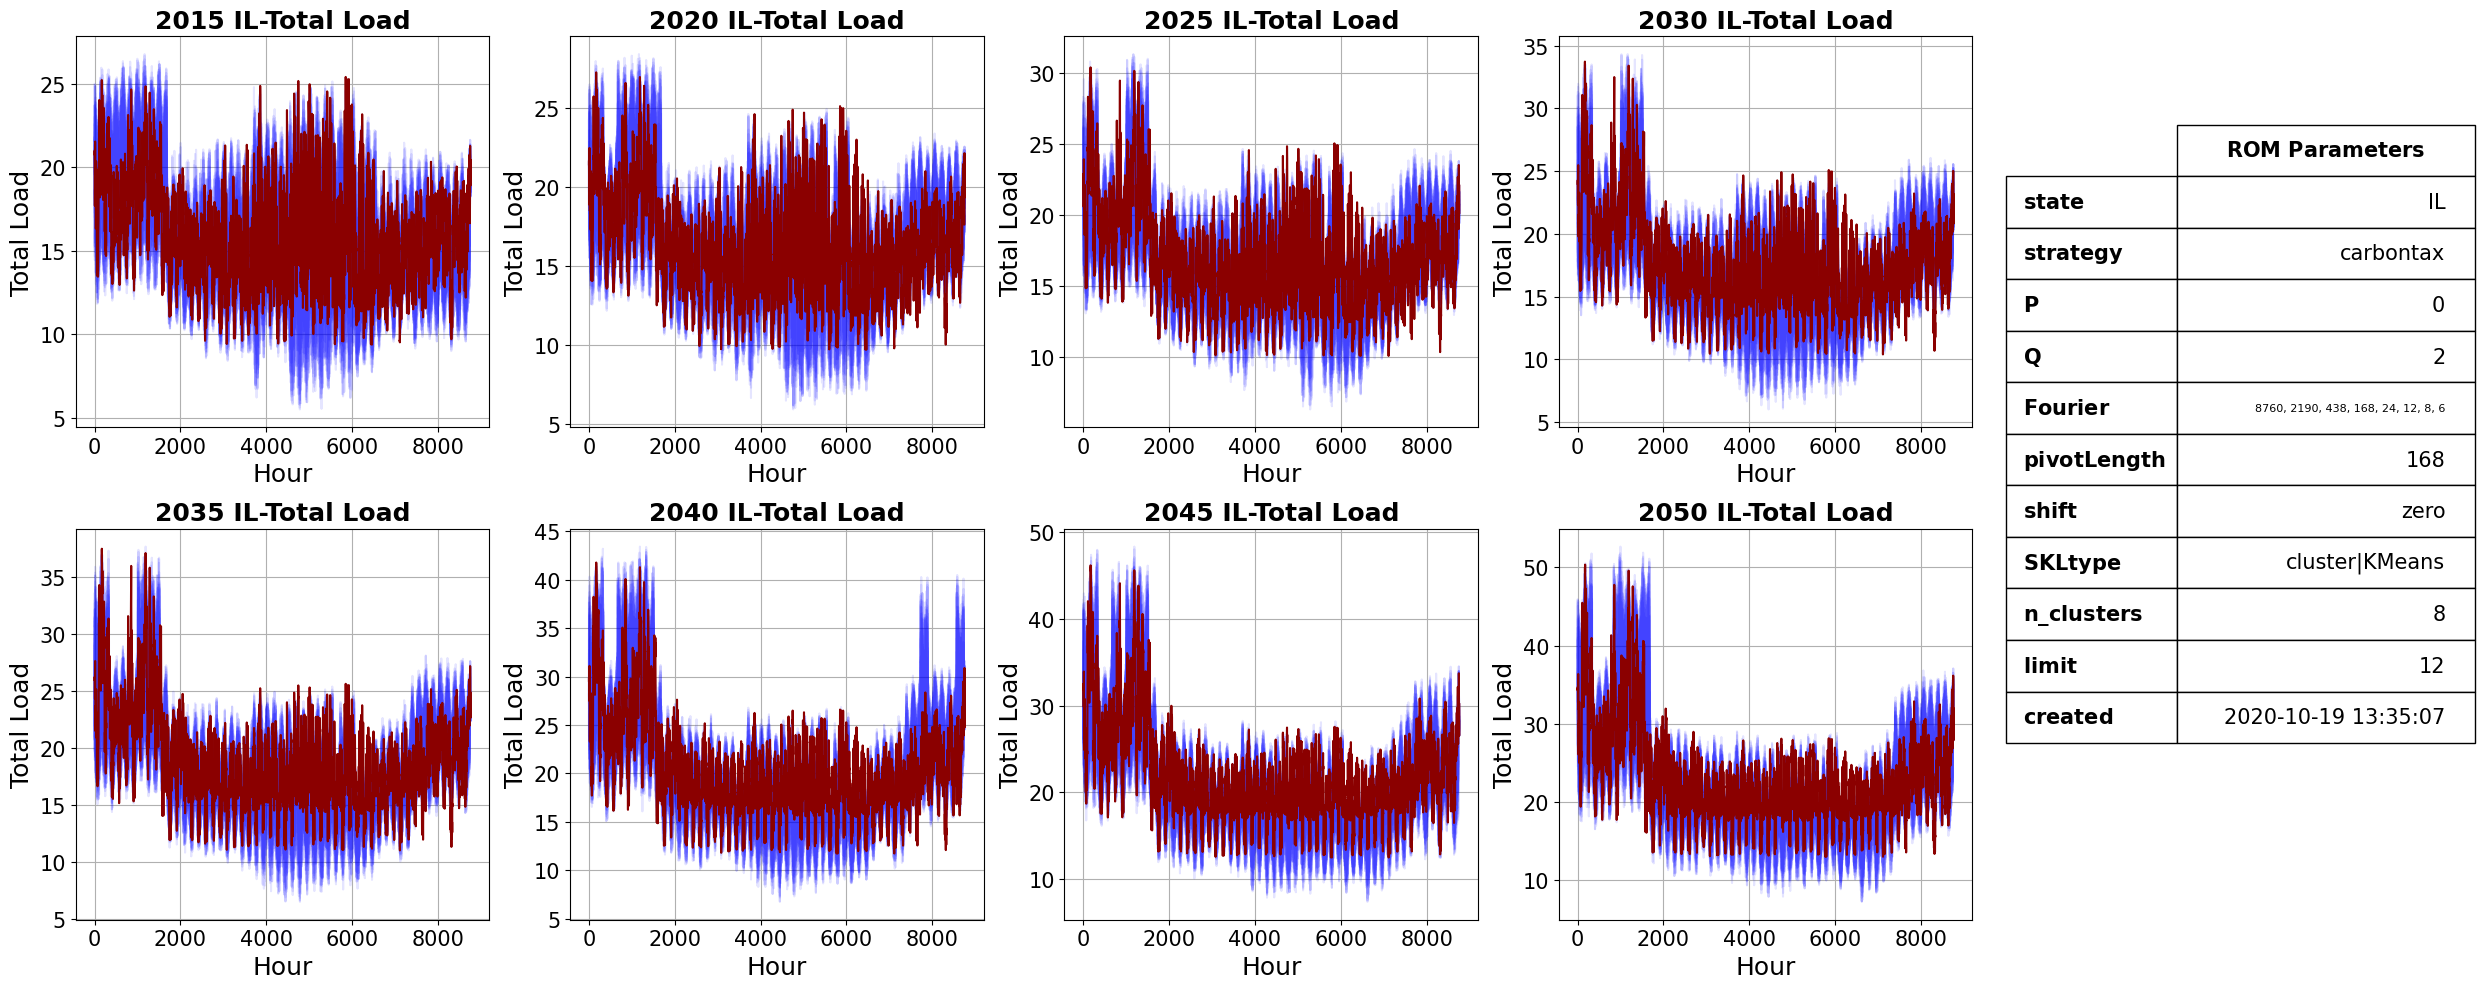 2015 IL-Total Load
25
20
15
10
5
0 2000 4000 6000 8000
Total Load
Hour
2020 IL-Total Load
25
20
15
10
5
0 2000 4000 6000 8000
Total Load
Hour
2025 IL-Total Load
30
25
20
15
10
0 2000 4000 6000 8000
Total Load
Hour
2030 IL-Total Load
35
30
25
20
15
10
5
0 2000 4000 6000 8000
Total Load
Hour
2035 IL-Total Load
35
30
25
20
15
10
5
0 2000 4000 6000 8000
Total Load
Hour
2040 IL-Total Load
45
40
35
30
25
20
15
10
5
0 2000 4000 6000 8000
Total Load
Hour
2045 IL-Total Load
50
40
30
20
10
0 2000 4000 6000 8000
Total Load
Hour
2050 IL-Total Load
50
40
30
20
10
0 2000 4000 6000 8000
Total Load
Hour
ROM Parameters
state IL
strategy carbontax
P 0
Q 2
Fourier 8760, 2190, 438, 168, 24, 12, 8, 6
pivotLength 168
shift zero
SKLtype cluster|KMeans
n_clusters 8
limit 12
created 2020-10-19 13:35:07